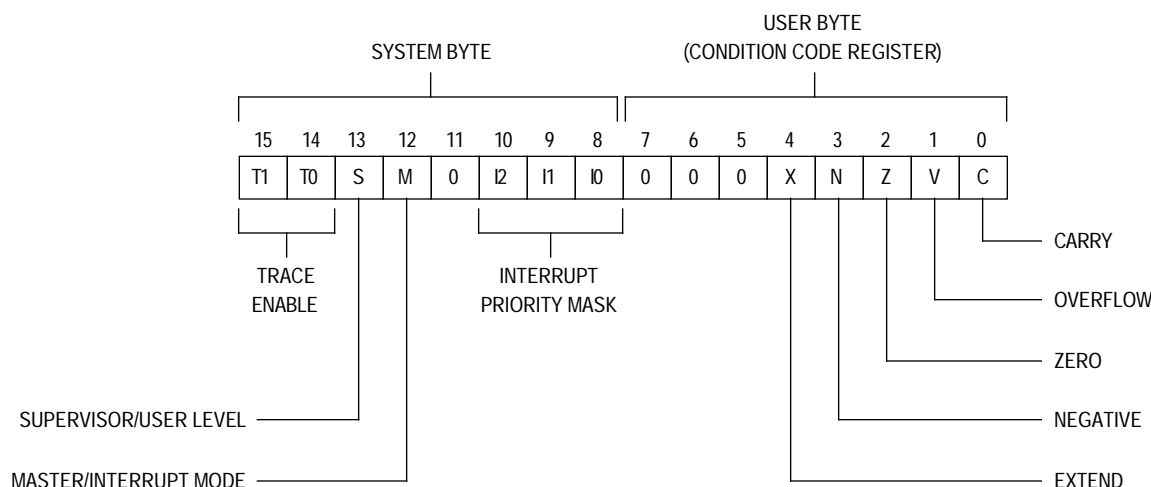 USER BYTE
SYSTEM BYTE (CONDITION CODE REGISTER)
15 14 13 12 11 10 9 8 7 6 5 4 3 2 1 0
T1 T0 S M 0 I2 I1 I0 0 0 0 X N Z V C
CARRY
TRACE INTERRUPT
ENABLE PRIORITY MASK
OVERFLOW
ZERO
SUPERVISOR/USER LEVEL NEGATIVE
MASTER/INTERRUPT MODE EXTEND